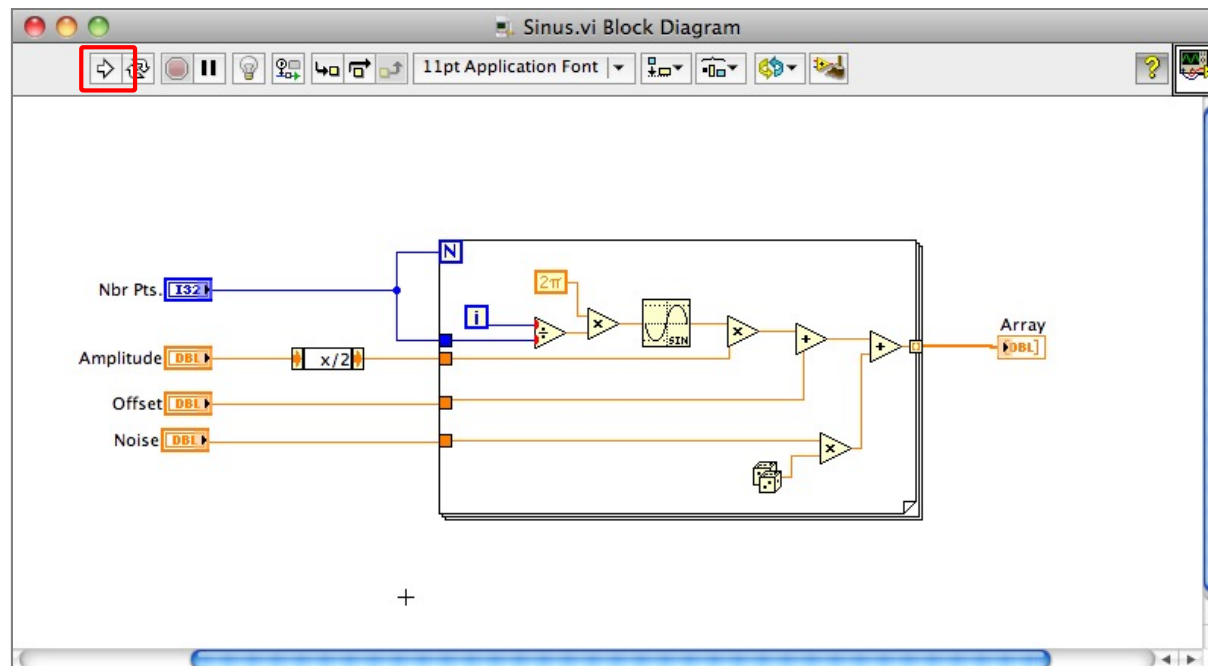 Sinus.vi Block Diagram
11pt Application Font
?
N
Nbr Pts. I32
2π
i
÷
x
SIN
x
+
+
Array
DBL]
Amplitude DBL
x/2
Offset DBL
Noise DBL
x